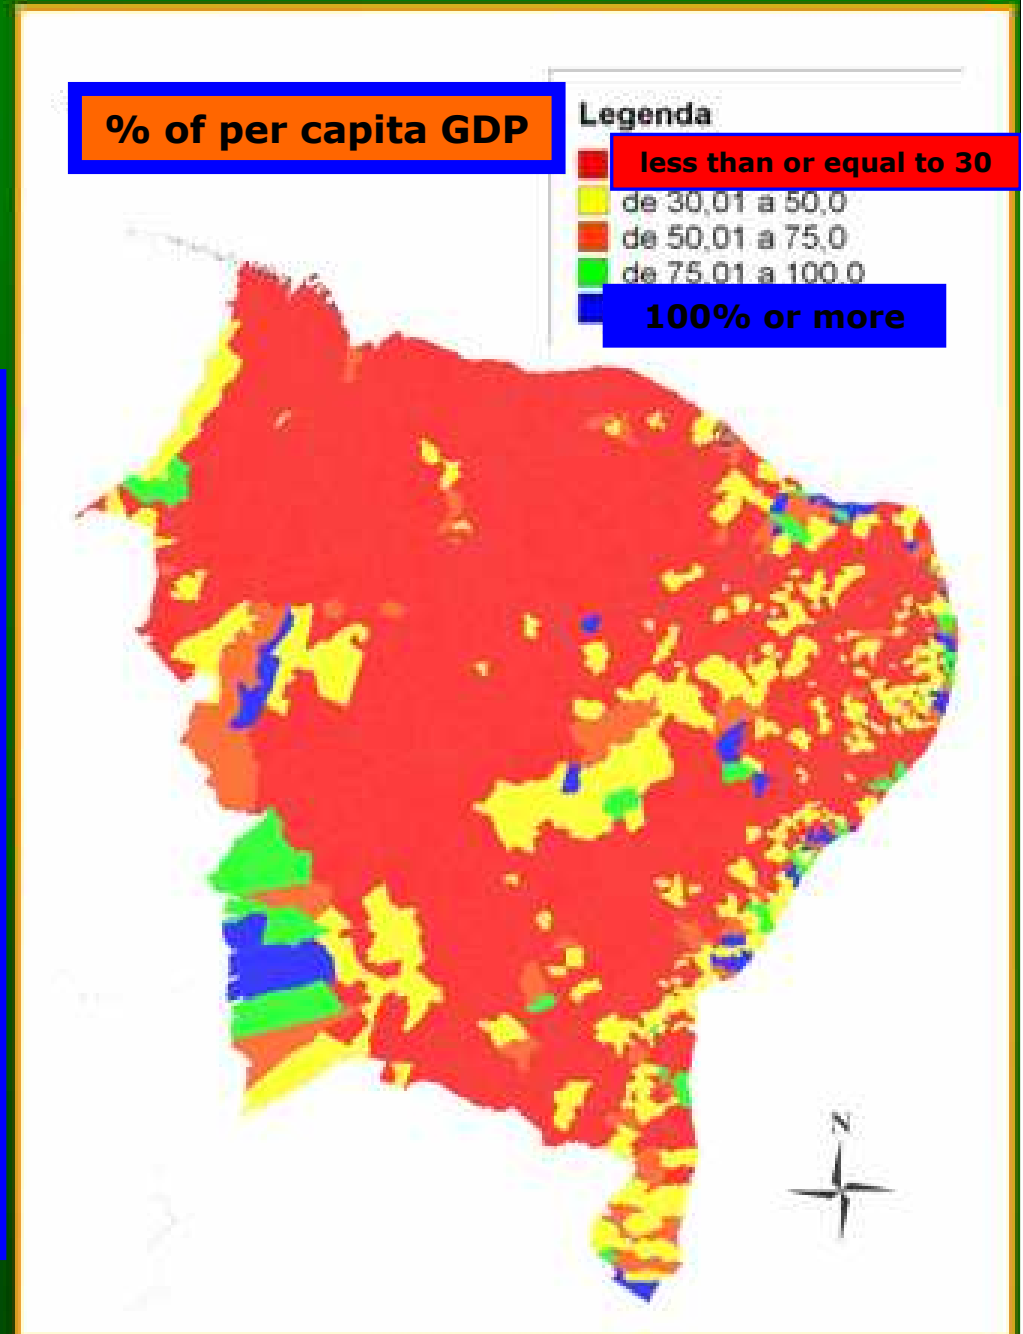 % of per capita GDP
Legenda
less than or equal to 30
de 30,01 a 50,0
de 50,01 a 75,0
de 75,01 a 100,0
100% or more
N